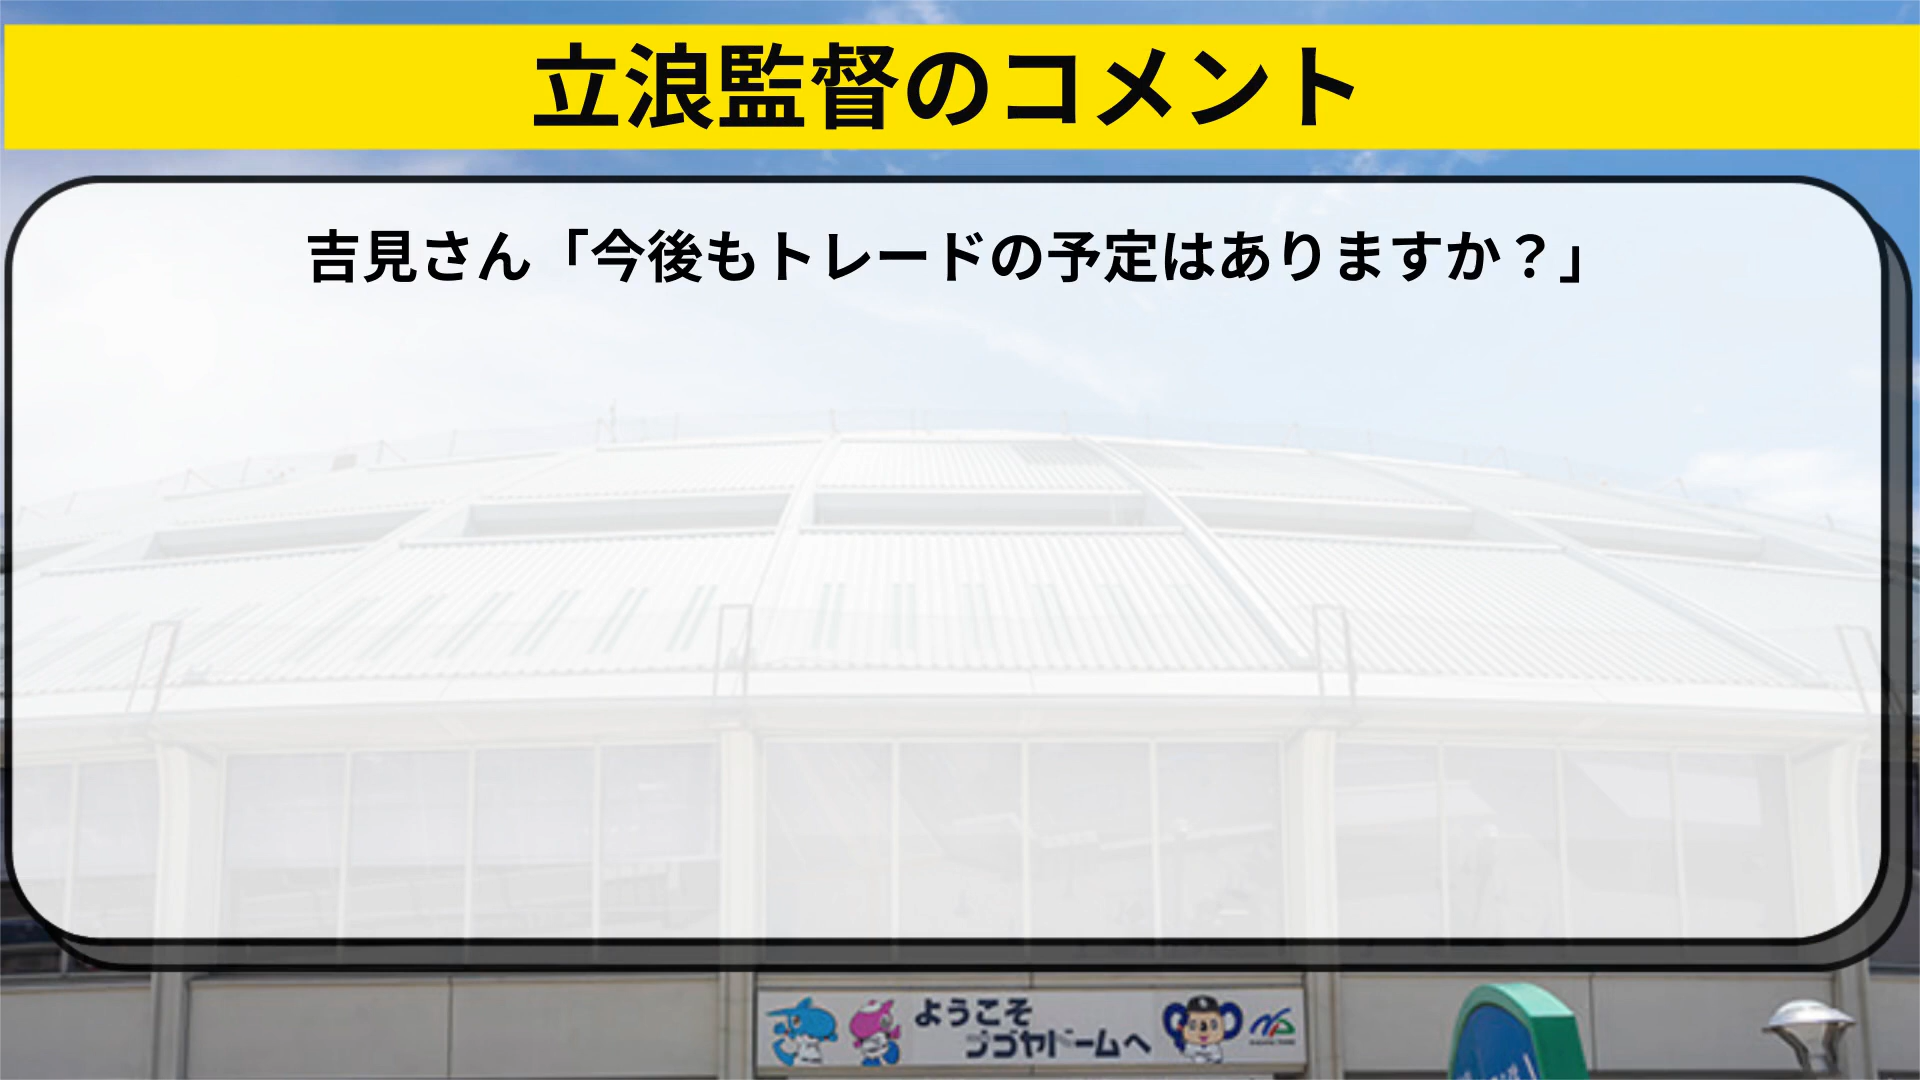 立浪監督のコメント
吉見さん「今後もトレードの予定はありますか？」
ようこそ
ナゴヤドームへ